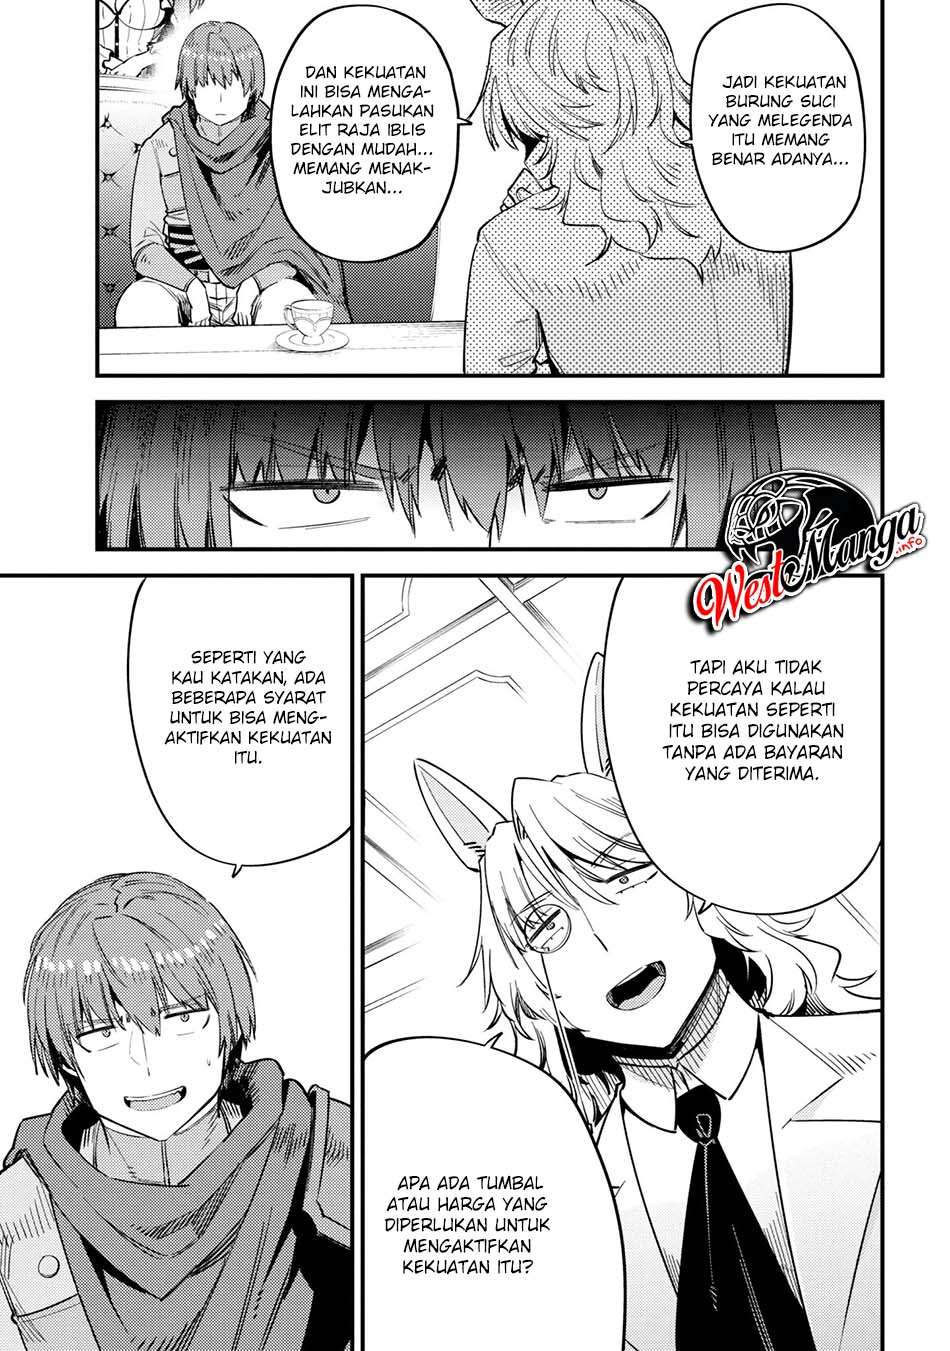 JADI KEKUATAN
BURUNG SUCI
YANG MELEGENDA
ITU MEMANG
BENAR ADANYA...
DAN KEKUATAN
INI BISA MENGA-
LAHKAN PASUKAN
ELIT RAJA IBLIS
DENGAN MUDAH...
MEMANG MENAK-
JUBKAN...
WestManga
.info
TAPI AKU TIDAK
PERCAYA KALAU
KEKUATAN SEPERTI
ITU BISA DIGUNAKAN
TANPA ADA BAYARAN
YANG DITERIMA.
APA ADA TUMBAL
ATAU HARGA YANG
DIPERLUKAN UNTUK
MENGAKTIFKAN
KEKUATAN ITU?
SEPERTI YANG
KAU KATAKAN, ADA
BEBERAPA SYARAT
UNTUK BISA MENG-
AKTIFKAN KEKUATAN
ITU.